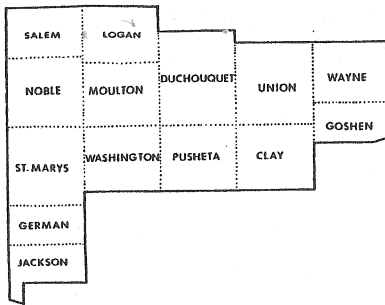 SALEM
LOGAN
NOBLE
MOULTON
DUCHOUQUET
UNION
WAYNE
GOSHEN
ST. MARYS
WASHINGTON
PUSHETA
CLAY
GERMAN
JACKSON